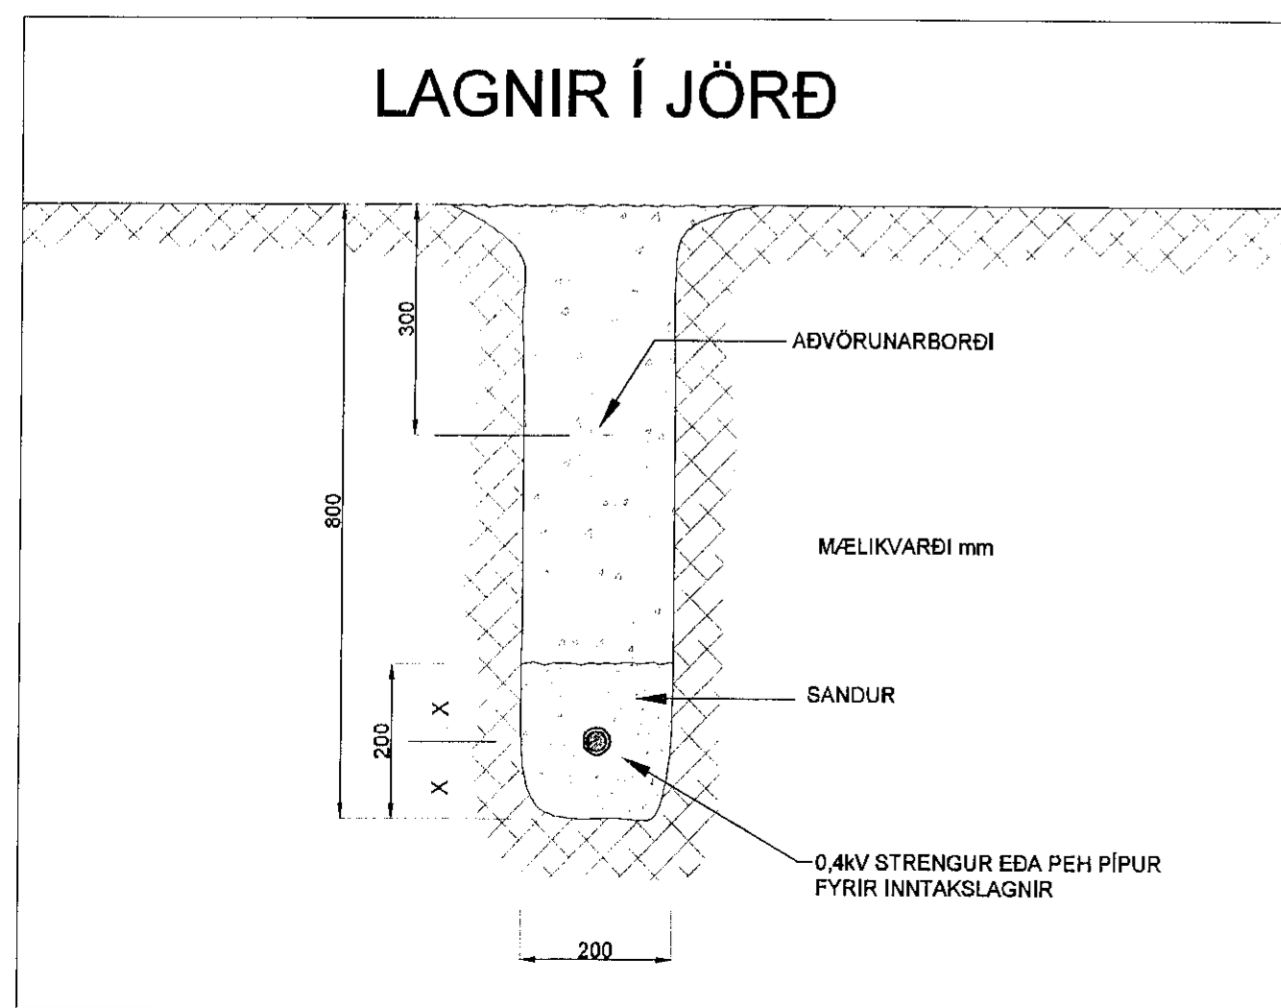 LAGNIR Í JÖRÐ
300
AÐVÖRUNARBORÐI
800
MÆLIKVARÐI mm
SANDUR
X
200
X
0,4kV STRENGUR EÐA PEH PÍPUR
FYRIR INNTAKSLAGNIR
200